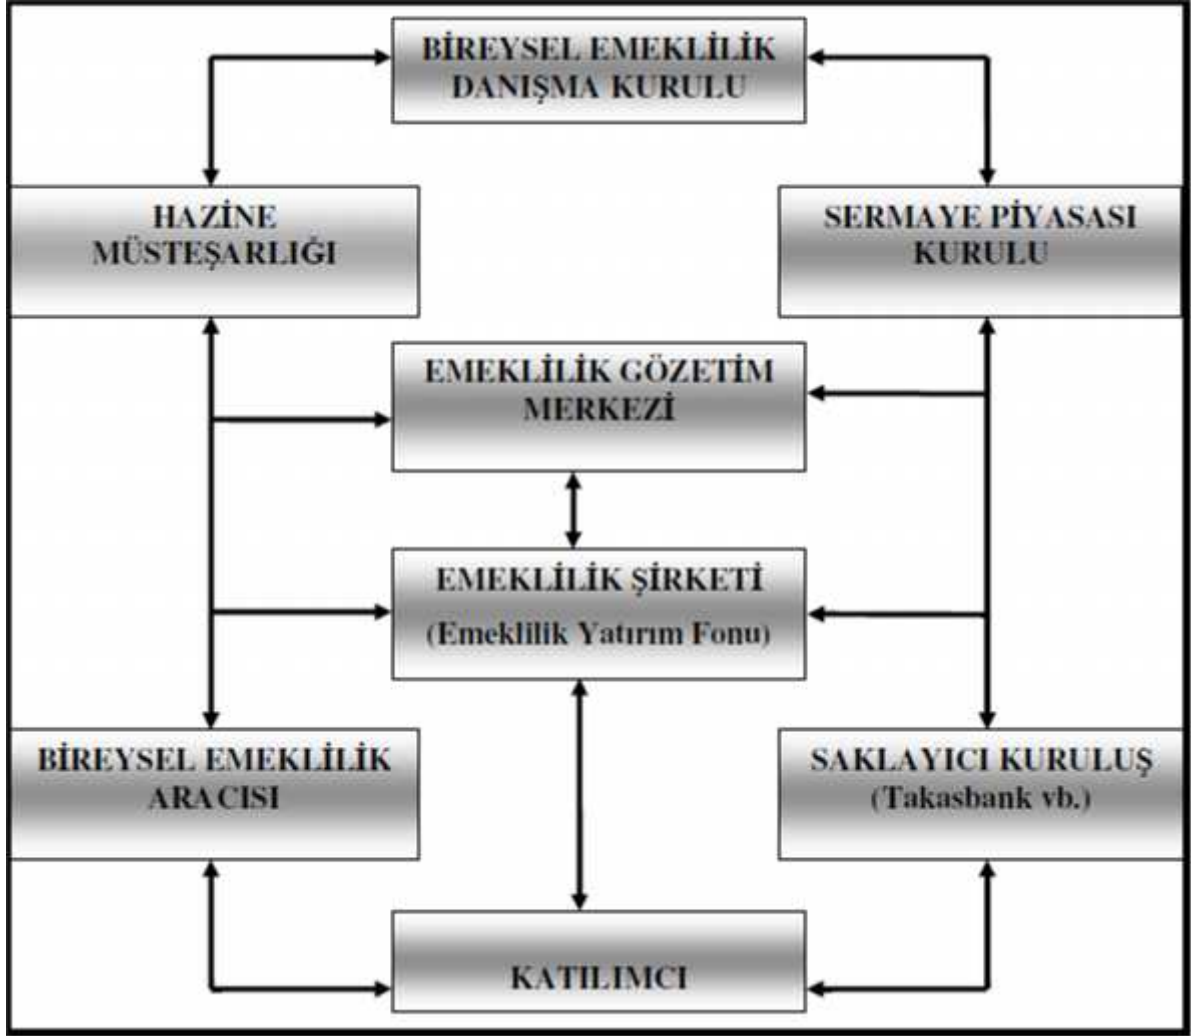 BİREYSEL EMEKLİLİK
DANIŞMA KURULU
HAZİNE
MÜSTEŞARLIĞI
SERMAYE PİYASASI
KURULU
EMEKLİLİK GÖZETİM
MERKEZİ
EMEKLİLİK ŞİRKETİ
(Emeklilik Yatırım Fonu)
BİREYSEL EMEKLİLİK
ARACISI
SAKLAYICI KURULUŞ
(Takasbank vb.)
KATILIMCI